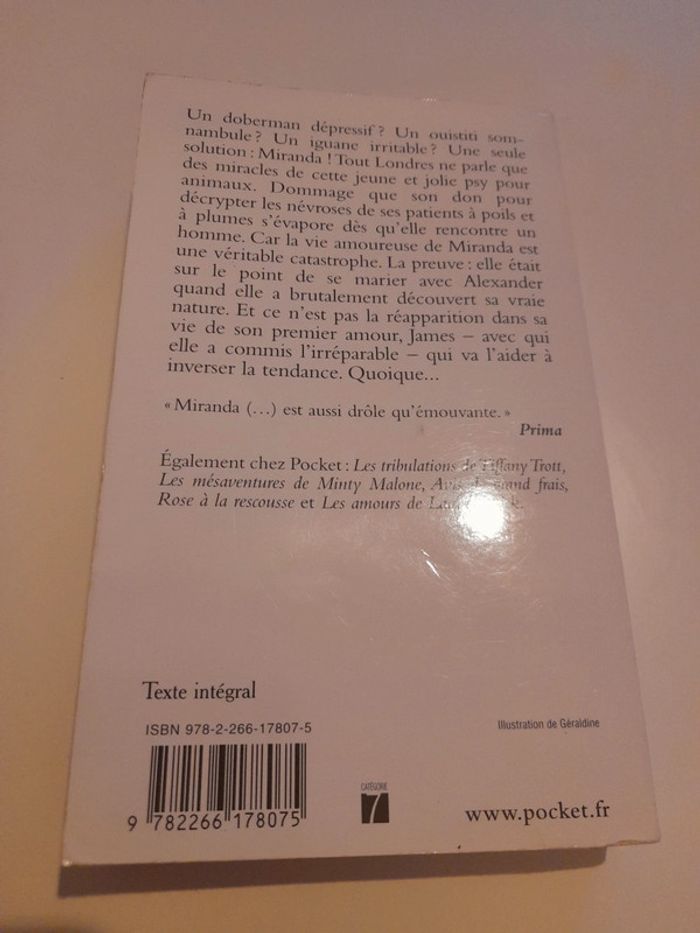 Un doberman dépressif ? Un ouistiti som-
nambule ? Un iguane irritable ? Une seule
solution : Miranda ! Tout Londres ne parle que
des miracles de cette jeune et jolie psy pour
animaux. Dommage que son don pour
décrypter les névroses de ses patients à poils et
à plumes s'évapore dès qu'elle rencontre un
homme. Car la vie amoureuse de Miranda est
une véritable catastrophe. La preuve : elle était
sur le point de se marier avec Alexander
quand elle a brutalement découvert sa vraie
nature. Et ce n'est pas la réapparition dans sa
vie de son premier amour, James – avec qui
elle a commis l'irréparable – qui va l'aider à
inverser la tendance. Quoique...
« Miranda (...) est aussi drôle qu'émouvante. »
Prima
Également chez Pocket : Les tribulations de Tiffany Trott,
Les mésaventures de Minty Malone, frais,
Rose à la rescousse et Les amours de
Texte intégral
ISBN 978-2-266-17807-5
Illustration de Géraldine
9 782266 178075
CATÉGORIE
7
www.pocket.fr